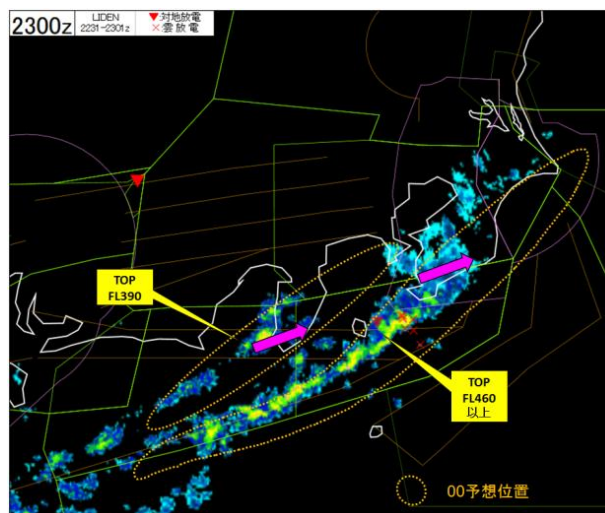 2300z
LIDEN
2231-2301z
▼:対地放電
×:雲放電
TOP
FL390
TOP
FL460
以上
00予想位置